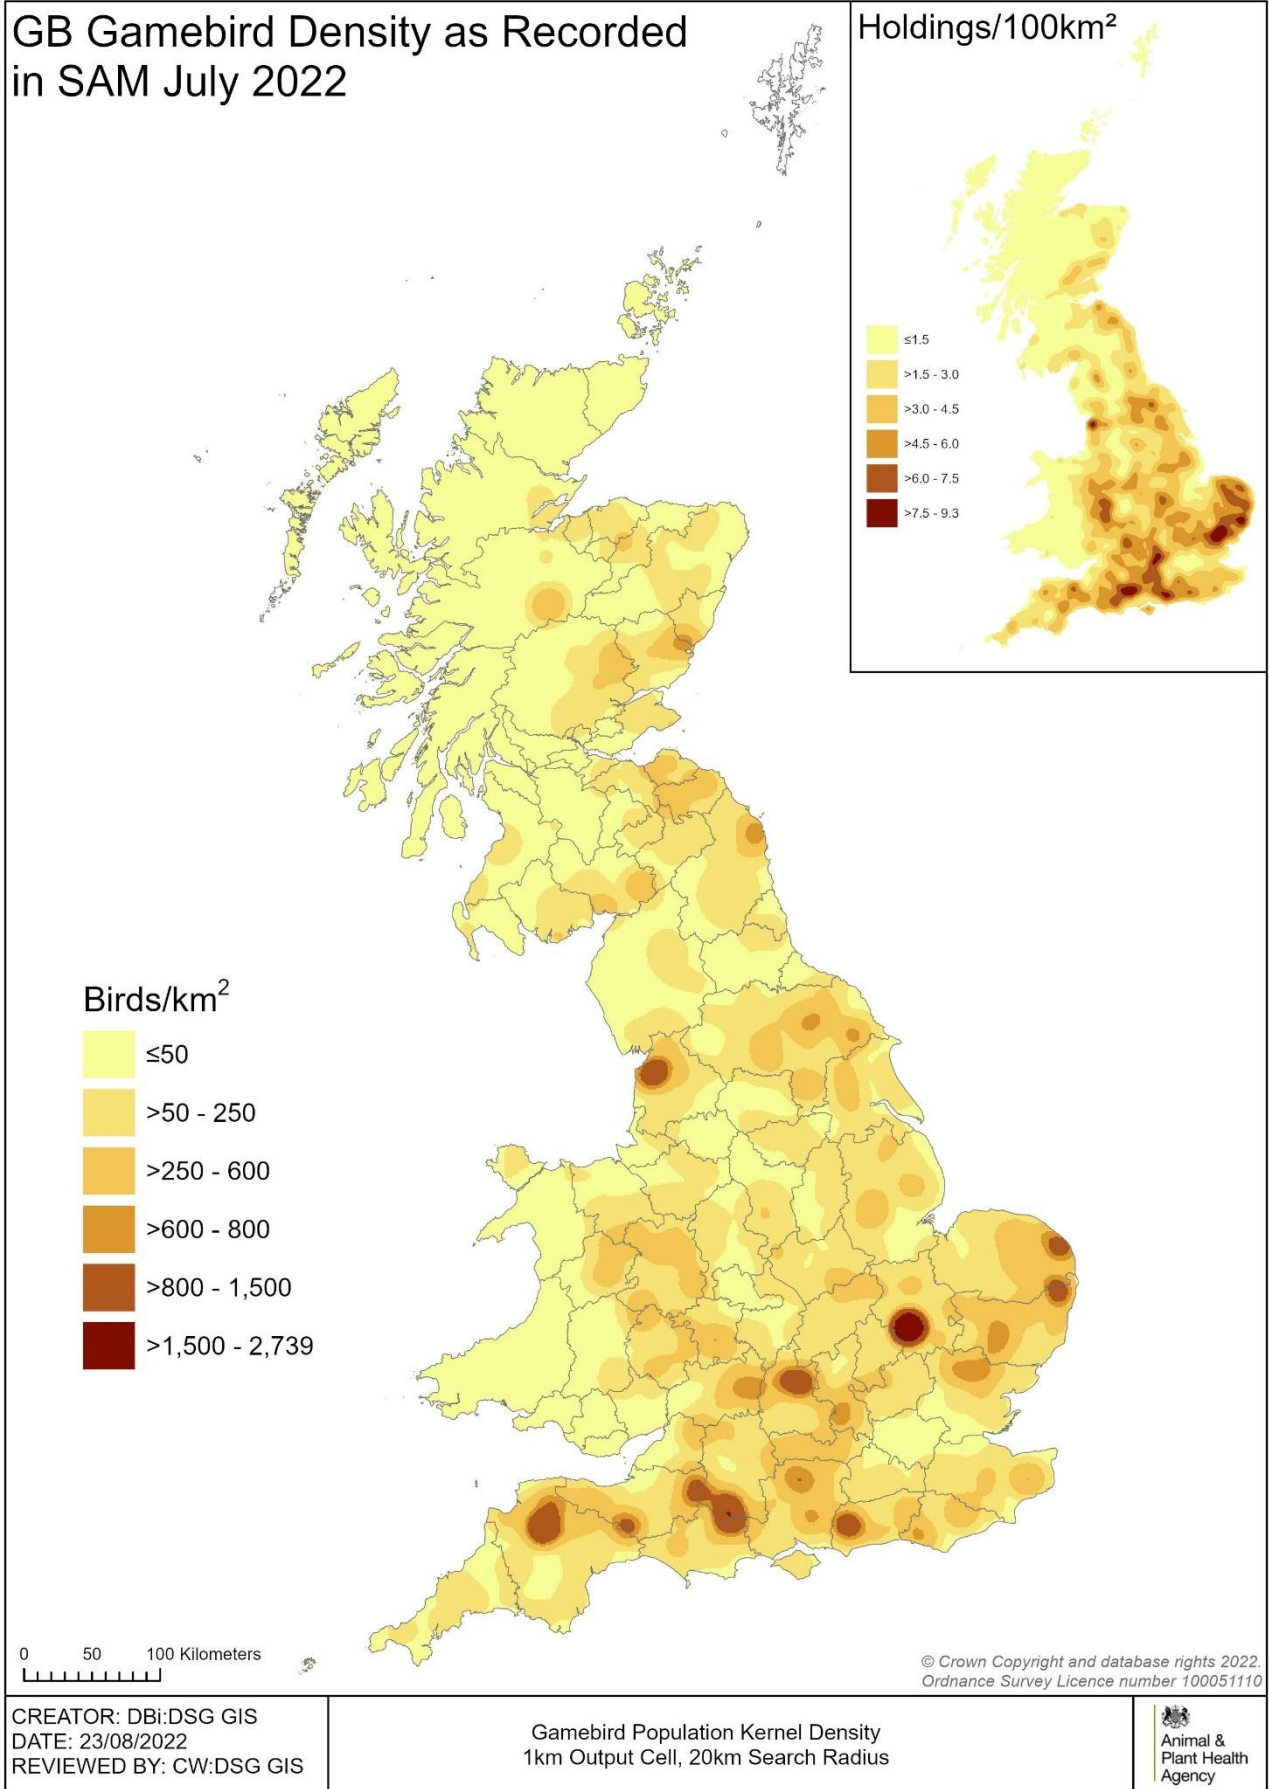 GB Gamebird Density as Recorded
in SAM July 2022
Holdings/100km²
≤1.5
>1.5 - 3.0
>3.0 - 4.5
>4.5 - 6.0
>6.0 - 7.5
>7.5 - 9.3
Birds/km²
≤50
>50 - 250
>250 - 600
>600 - 800
>800 - 1,500
>1,500 - 2,739
0 50 100 Kilometers
© Crown Copyright and database rights 2022.
Ordnance Survey Licence number 100051110
CREATOR: DBi:DSG GIS
DATE: 23/08/2022
REVIEWED BY: CW:DSG GIS
Gamebird Population Kernel Density
1km Output Cell, 20km Search Radius
Animal &
Plant Health
Agency